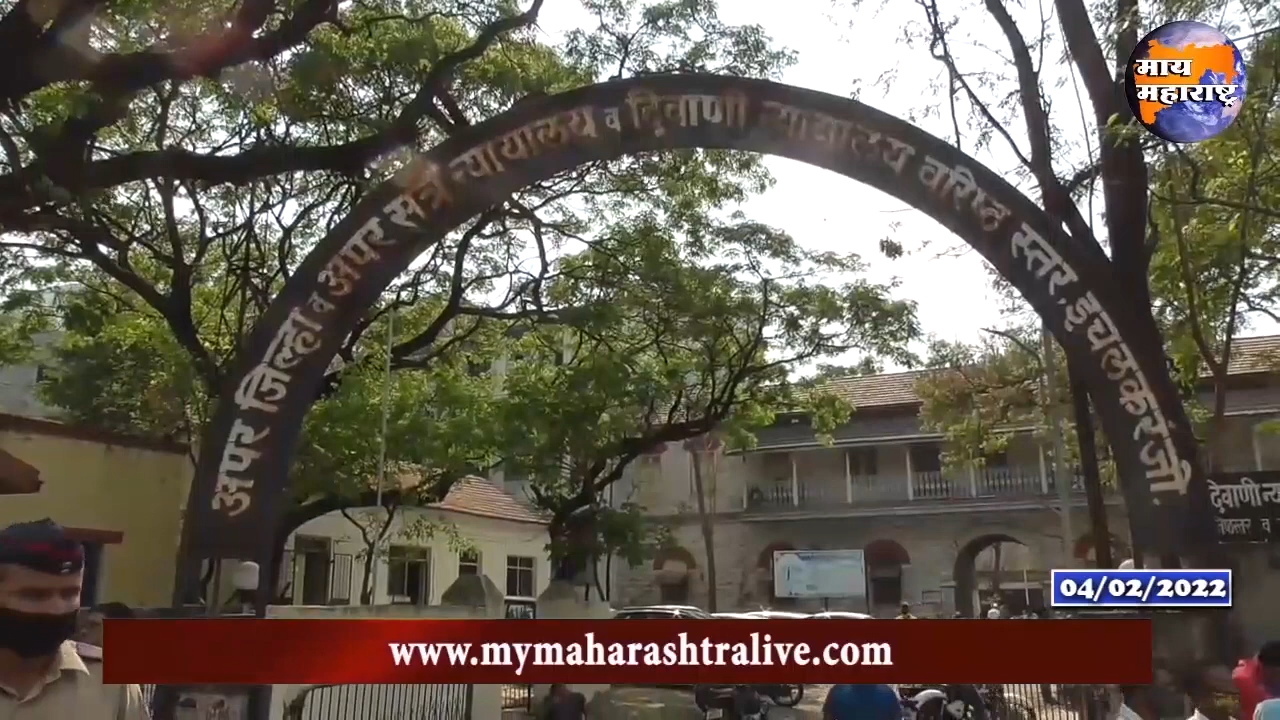 माय
महाराष्ट्र
अपर जिल्हा व अपर सत्र न्यायालय व दिवाणी न्यायालय वरिष्ठ स्तर, इचलकरंजी.
देवाणी न्य
04/02/2022
www.mymaharashtralive.com